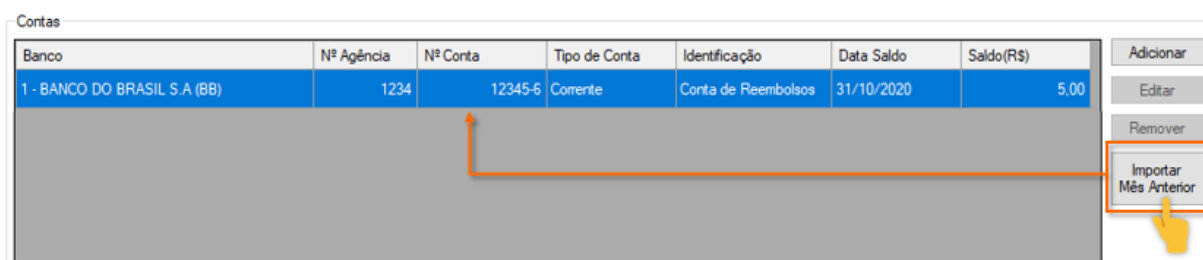 Contas
Banco Nº Agência Nº Conta Tipo de Conta Identificação Data Saldo Saldo(R$)
1 - BANCO DO BRASIL S.A (BB) 1234 12345-6 Corrente Conta de Reembolsos 31/10/2020 5,00
Adicionar
Editar
Remover
Importar
Mês Anterior